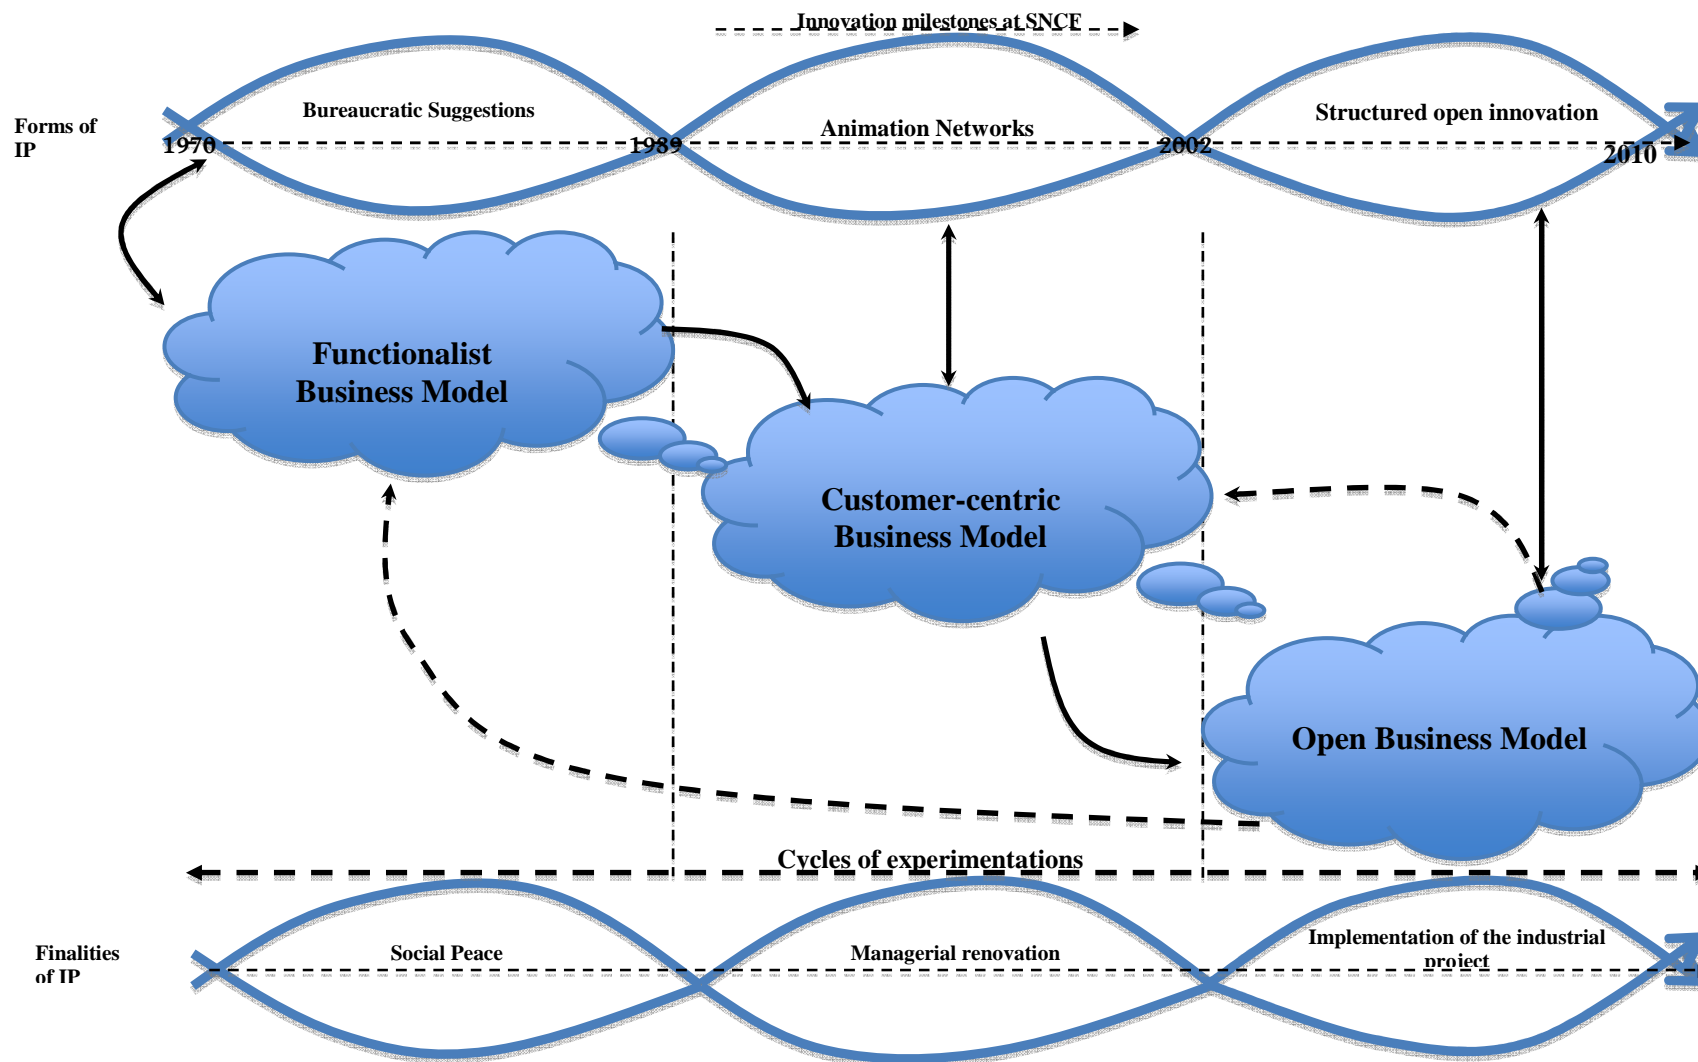 Innovation milestones at SNCF
Bureaucratic Suggestions
Animation Networks
Structured open innovation
Forms of
IP
1970
1989
2002
2010
Functionalist
Business Model
Customer-centric
Business Model
Open Business Model
Cycles of experimentations
Finalities
of IP
Social Peace
Managerial renovation
Implementation of the industrial
project